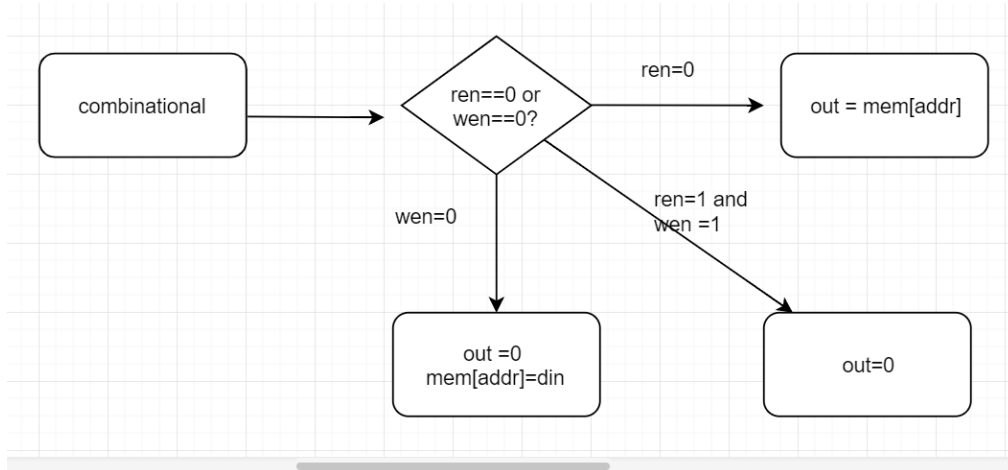 combinational
ren==0 or
wen==0?
ren=0
out = mem[addr]
wen=0
ren=1 and
wen =1
out =0
mem[addr]=din
out=0